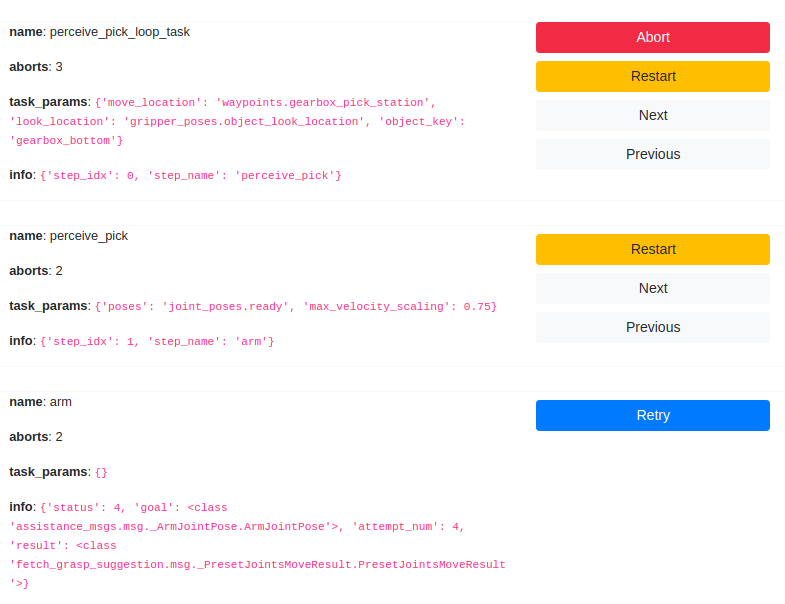 name: perceive_pick_loop_task
Abort
aborts: 3
Restart
task_params: {'move_location': 'waypoints.gearbox_pick_station',
'look_location': 'gripper_poses.object_look_location', 'object_key':
'gearbox_bottom'}
Next
Previous
info: {'step_idx': 0, 'step_name': 'perceive_pick'}
name: perceive_pick
Restart
aborts: 2
Next
task_params: {'poses': 'joint_poses.ready', 'max_velocity_scaling': 0.75}
Previous
info: {'step_idx': 1, 'step_name': 'arm'}
name: arm
Retry
aborts: 2
task_params: {}
info: {'status': 4, 'goal': <class
'assistance_msgs.msg._ArmJointPose.ArmJointPose'>, 'attempt_num': 4,
'result': <class
'fetch_grasp_suggestion.msg._PresetJointsMoveResult.PresetJointsMoveResult
'>}